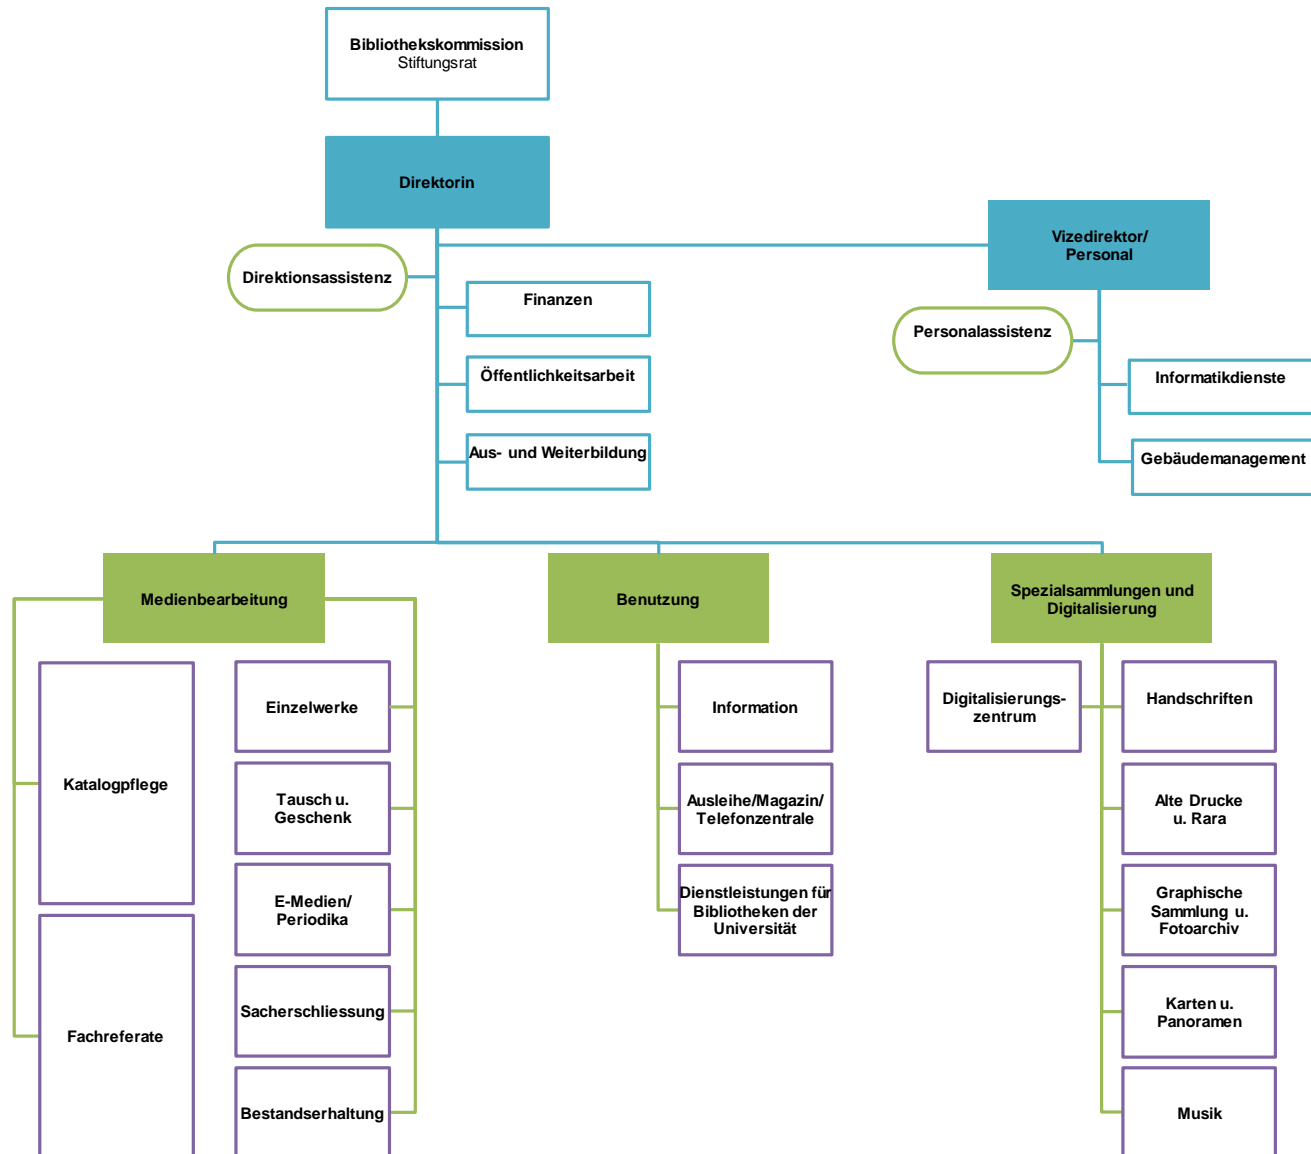 Bibliothekskommission
Stiftungsrat
Direktorin
Vizedirektor/
Personal
Direktionsassistenz
Finanzen
Personalassistenz
Öffentlichkeitsarbeit
Informatikdienste
Aus- und Weiterbildung
Gebäudemanagement
Medienbearbeitung
Benutzung
Spezialsammlungen und
Digitalisierung
Katalogpflege
Fachreferate
Einzelwerke
Tausch u.
Geschenk
E-Medien/
Periodika
Sacherschliessung
Bestandserhaltung
Information
Ausleihe/Magazin/
Telefonzentrale
Dienstleistungen für
Bibliotheken der
Universität
Digitalisierungs-
zentrum
Handschriften
Alte Drucke
u. Rara
Graphische
Sammlung u.
Fotoarchiv
Karten u.
Panoramen
Musik